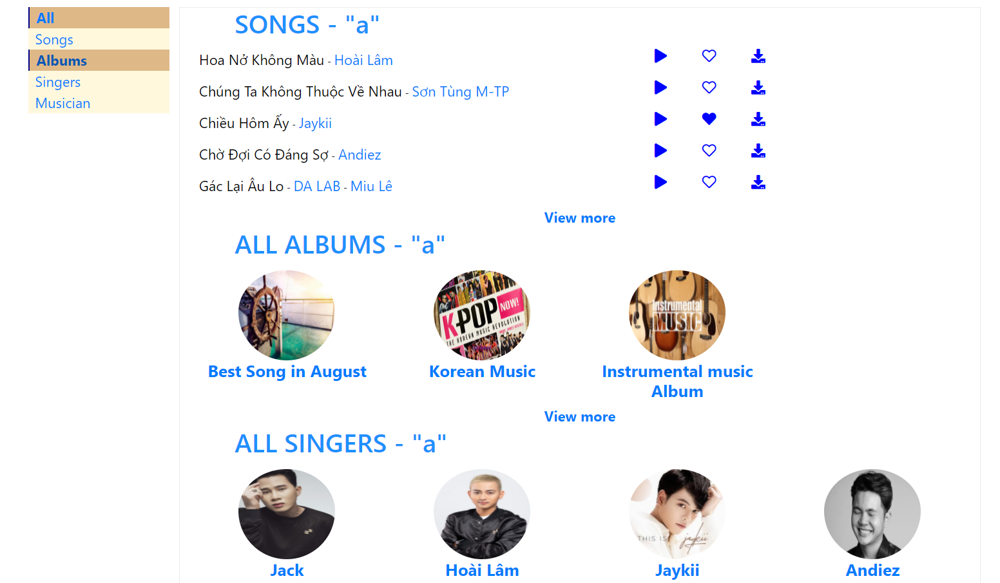 All
Songs
Albums
Singers
Musician
SONGS - "a"
Hoa Nở Không Màu - Hoài Lâm
Chúng Ta Không Thuộc Về Nhau - Sơn Tùng M-TP
Chiều Hôm Ấy - Jaykii
Chờ Đợi Có Đáng Sợ - Andiez
Gác Lại Âu Lo - DA LAB - Miu Lê
View more
ALL ALBUMS - "a"
K-POP NOW!
THE KOREAN MUSIC REVOLUTION
Instrumental
MUSIC
Best Song in August
Korean Music
Instrumental music
Album
View more
ALL SINGERS - "a"
THIS IS jaykii
Jack
Hoài Lâm
Jaykii
Andiez